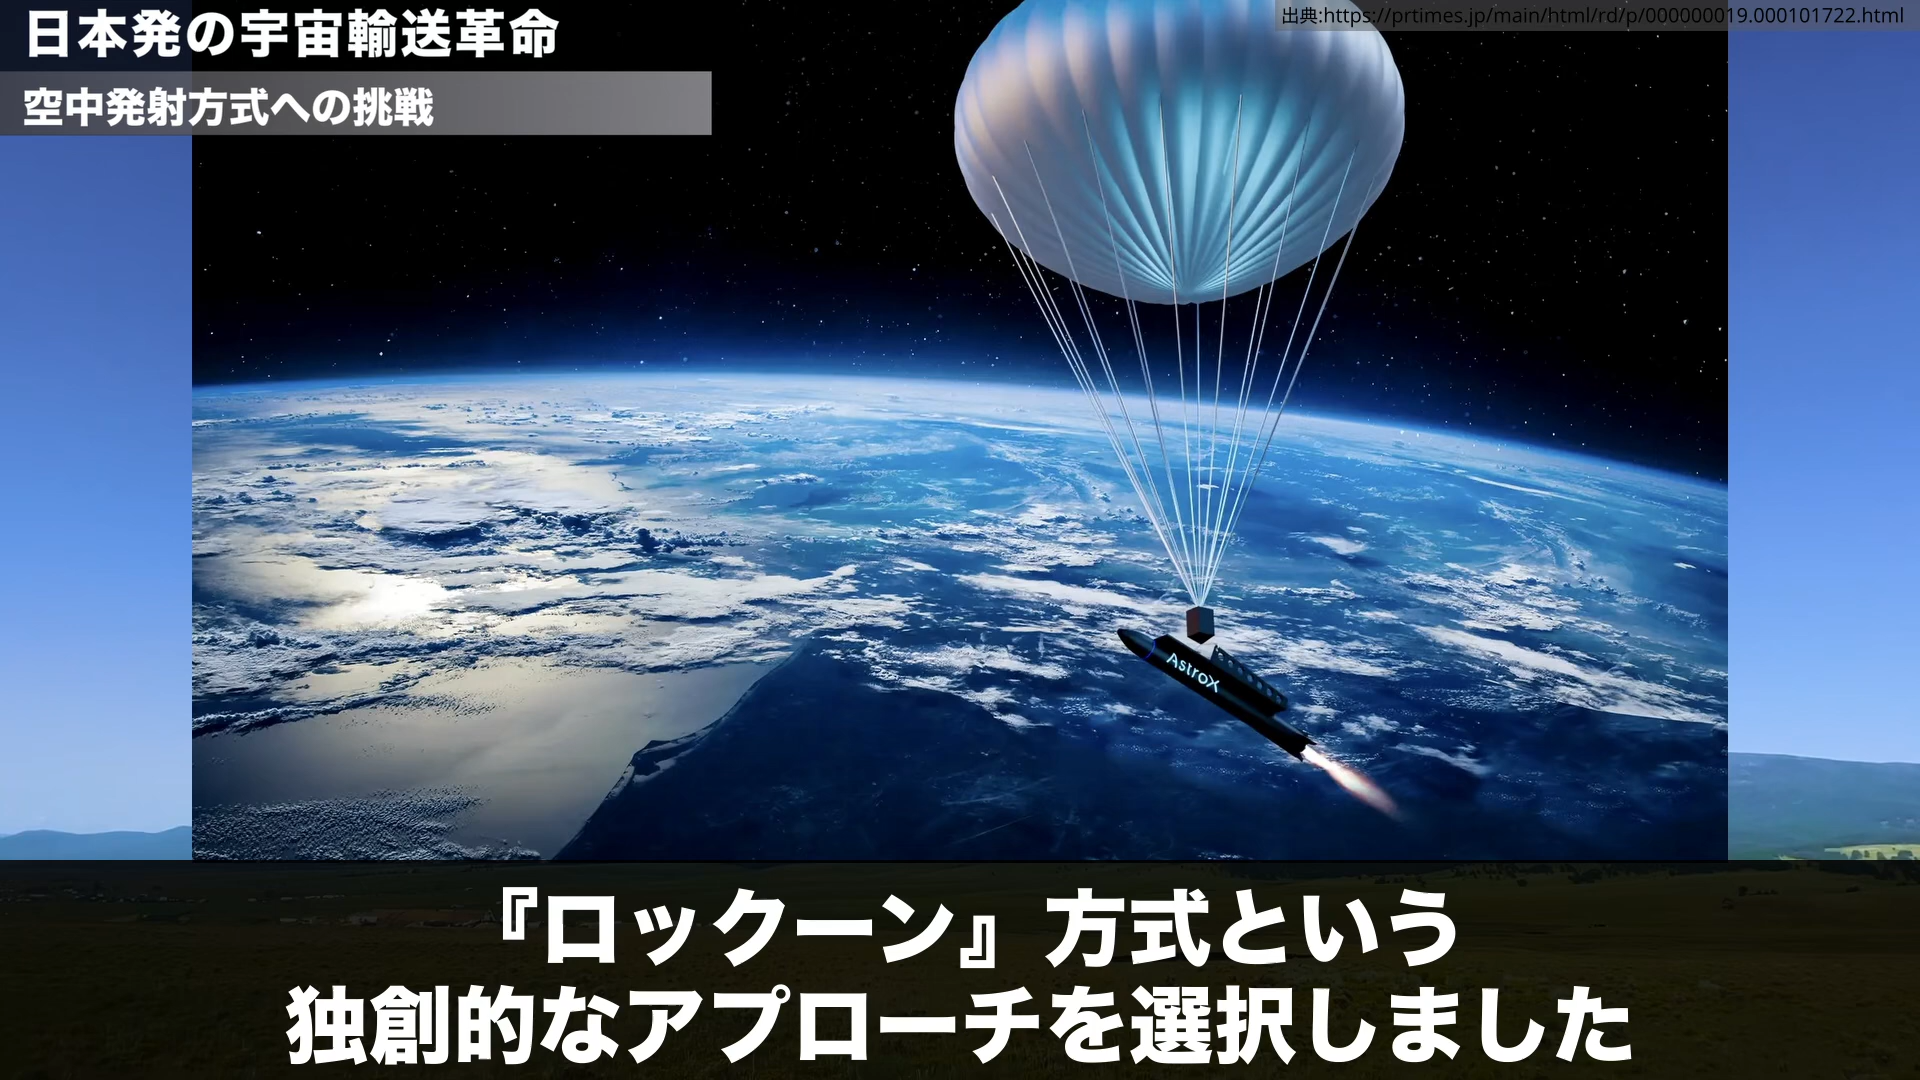 日本発の宇宙輸送革命
出典:https://prtimes.jp/main/html/rd/p/000000019.000101722.html
空中発射方式への挑戦
AstroX
『ロックーン』方式という
独創的なアプローチを選択しました